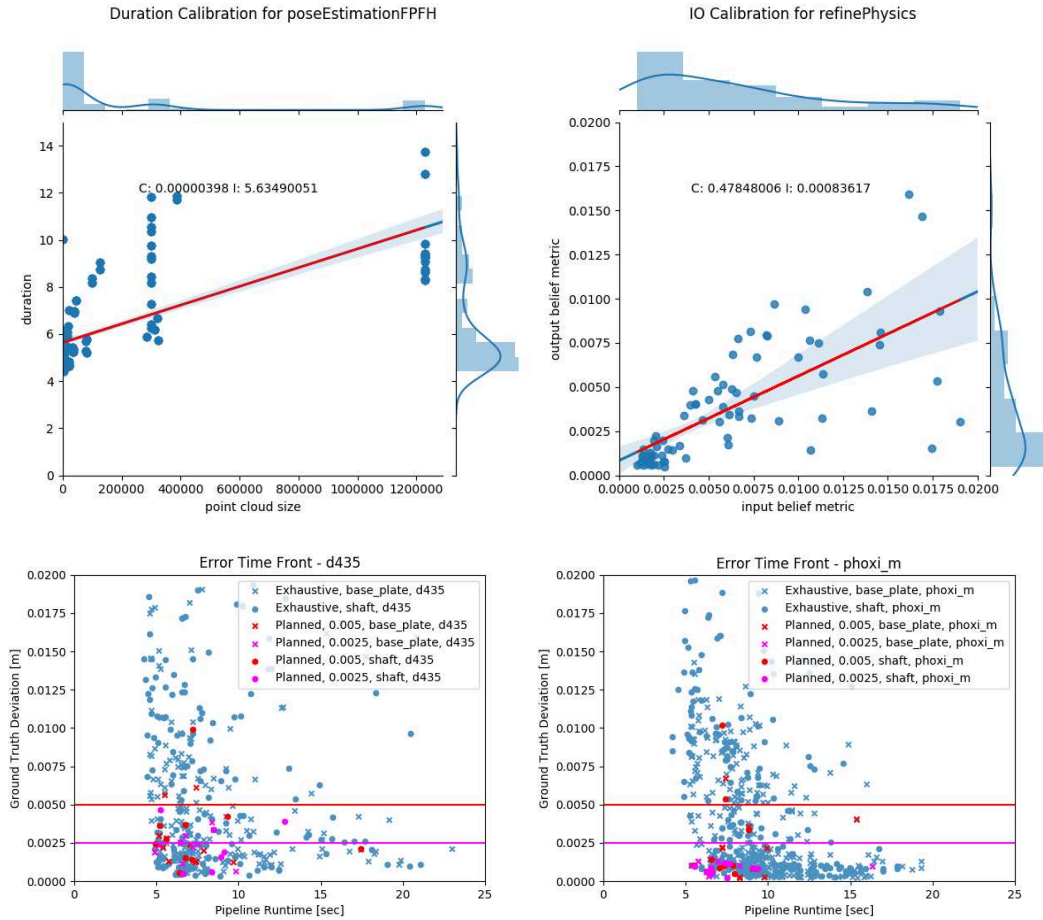 Duration Calibration for poseEstimationFPFH
C: 0.00000398 I: 5.63490051
duration
14
12
10
8
6
4
2
0
0 200000 400000 600000 800000 1000000 1200000
point cloud size
IO Calibration for refinePhysics
C: 0.47848006 I: 0.00083617
output belief metric
0.0200
0.0175
0.0150
0.0125
0.0100
0.0075
0.0050
0.0025
0.0000
0.0000 0.0025 0.0050 0.0075 0.0100 0.0125 0.0150 0.0175 0.0200
input belief metric
Error Time Front - d435
Ground Truth Deviation [m]
0.0200
0.0175
0.0150
0.0125
0.0100
0.0075
0.0050
0.0025
0.0000
Exhaustive, base_plate, d435
Exhaustive, shaft, d435
Planned, 0.005, base_plate, d435
Planned, 0.0025, base_plate, d435
Planned, 0.005, shaft, d435
Planned, 0.0025, shaft, d435
0 5 10 15 20 25
Pipeline Runtime [sec]
Error Time Front - phoxi_m
Ground Truth Deviation [m]
0.0200
0.0175
0.0150
0.0125
0.0100
0.0075
0.0050
0.0025
0.0000
Exhaustive, base_plate, phoxi_m
Exhaustive, shaft, phoxi_m
Planned, 0.005, base_plate, phoxi_m
Planned, 0.0025, base_plate, phoxi_m
Planned, 0.005, shaft, phoxi_m
Planned, 0.0025, shaft, phoxi_m
0 5 10 15 20 25
Pipeline Runtime [sec]